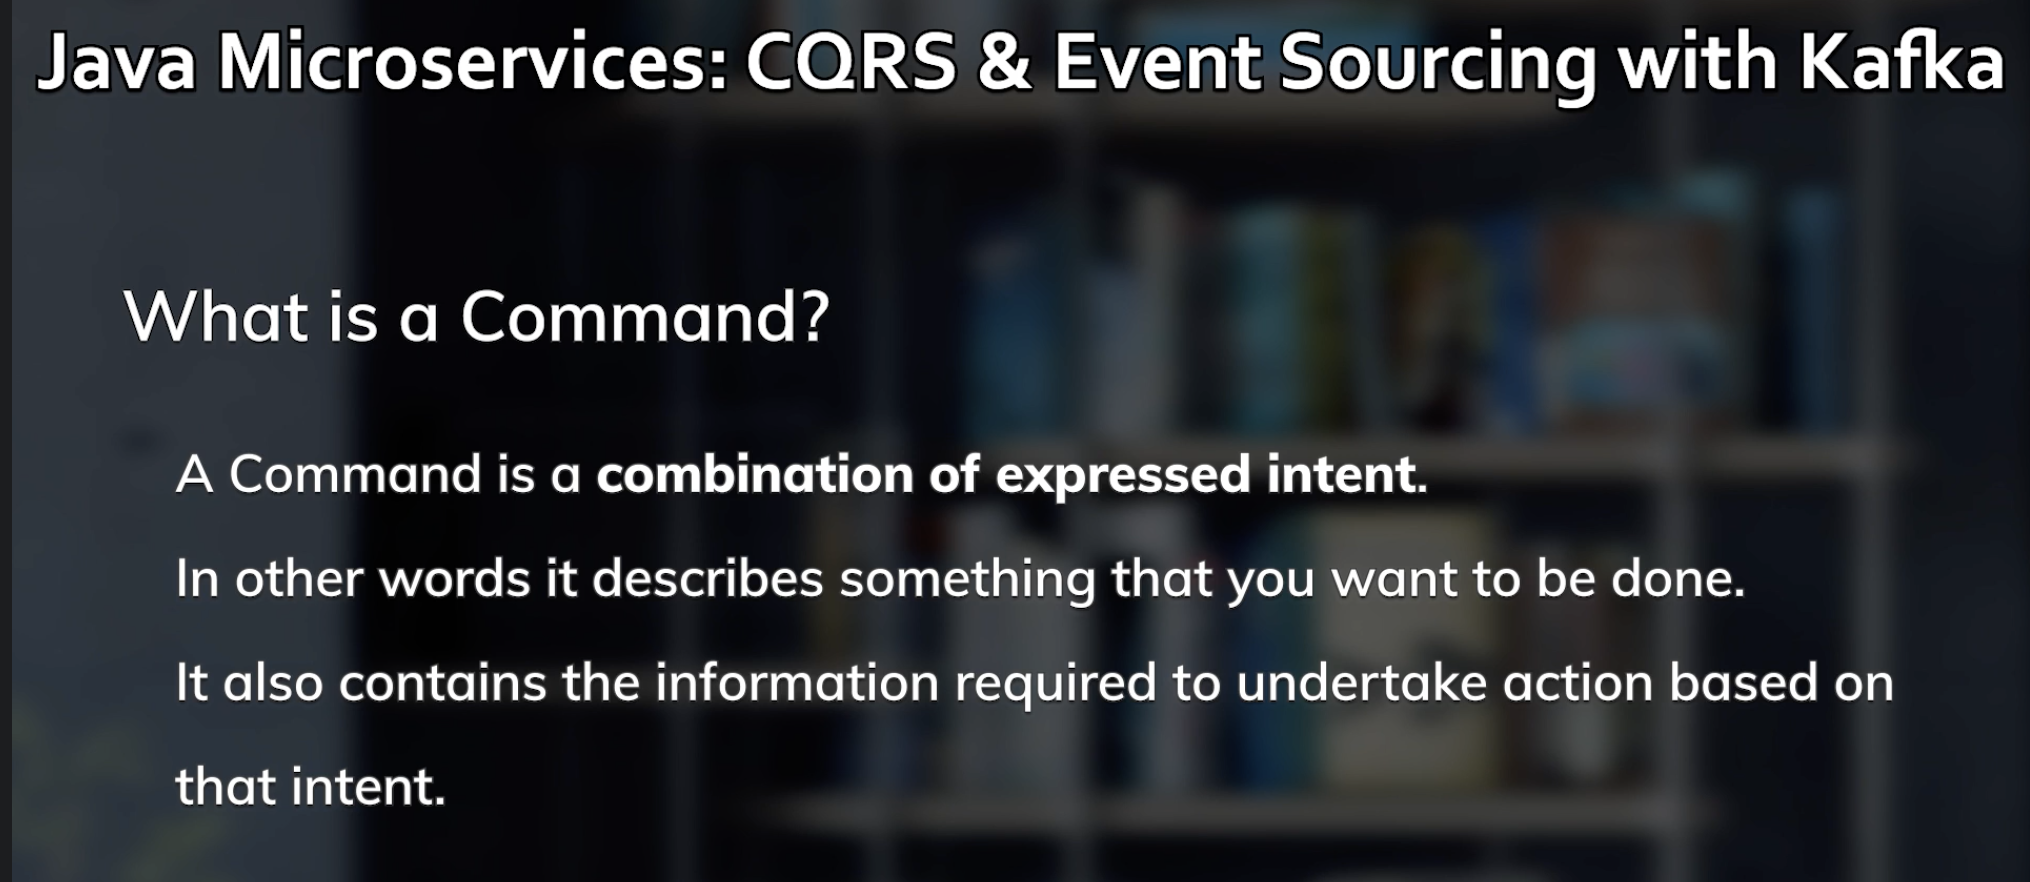 Java Microservices: CQRS & Event Sourcing with Kafka
What is a Command?
A Command is a combination of expressed intent.
In other words it describes something that you want to be done.
It also contains the information required to undertake action based on
that intent.